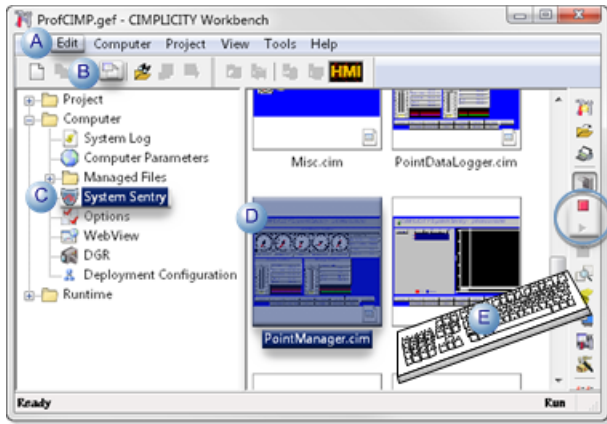 ProfCIMP.gef - CIMPLICITY Workbench
A Edit Computer Project View Tools Help
B HMI
Project
Computer
System Log
Computer Parameters
Managed Files
C System Sentry
Options
WebView
DGR
Deployment Configuration
Runtime
Misc.cim PointDataLogger.cim
D
PointManager.cim
E
Ready Run